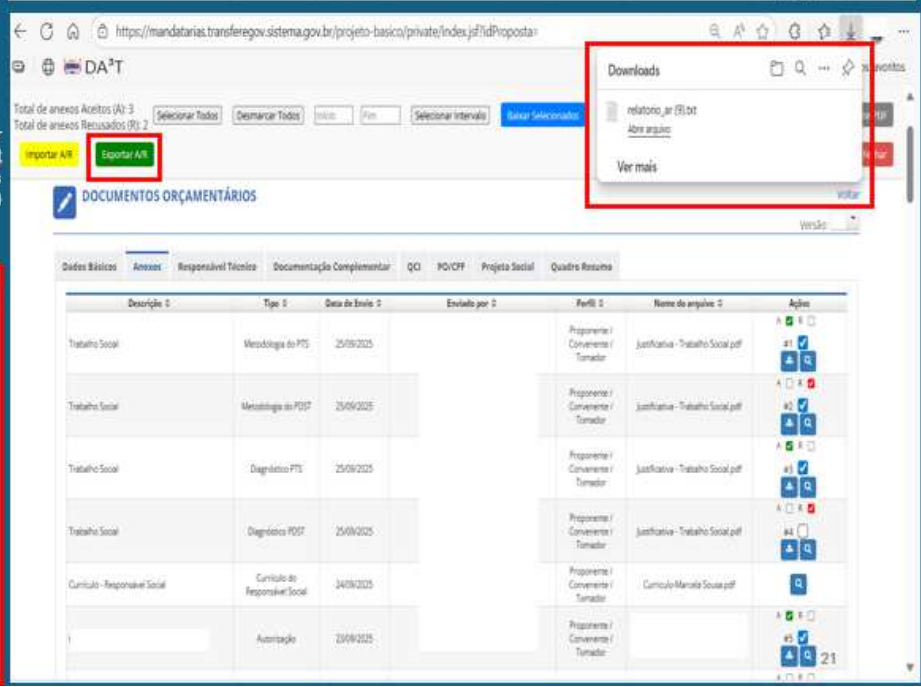 https://mandatarias.transferegov.sistema.gov.br/projeto-basico/private/index.jsf?idProposta=
DA³T
Downloads
relatorio_ar (9).txt
Abrir arquivo
Ver mais
Total de anexos Aceitos (A): 3
Total de anexos Recusados (R): 2
Selecionar Todos
Desmarcar Todos
Início
Fim
Selecionar Intervalo
Baixar Selecionados
Importar A/R
Exportar A/R
DOCUMENTOS ORÇAMENTÁRIOS
Voltar
Versão:
Dados Básicos Anexos Responsável Técnico Documentação Complementar QCI PO/CFF Projeto Social Quadro Resumo
Descrição Tipo Data de Envio Enviado por Perfil Nome do arquivo Ações
A R
Trabalho Social Metodologia do PTS 25/09/2025 Proponente / Convenente / Tomador Justificativa - Trabalho Social.pdf #1
A R
Trabalho Social Metodologia do PDST 25/09/2025 Proponente / Convenente / Tomador Justificativa - Trabalho Social.pdf #2
A R
Trabalho Social Diagnóstico PTS 25/09/2025 Proponente / Convenente / Tomador Justificativa - Trabalho Social.pdf #3
A R
Trabalho Social Diagnóstico PDST 25/09/2025 Proponente / Convenente / Tomador Justificativa - Trabalho Social.pdf #4
Currículo - Responsável Social Currículo do Responsável Social 24/09/2025 Proponente / Convenente / Tomador Curriculo Marcela Sousa.pdf
A R
Autorização 23/09/2025 Proponente / Convenente / Tomador #5
21
A R